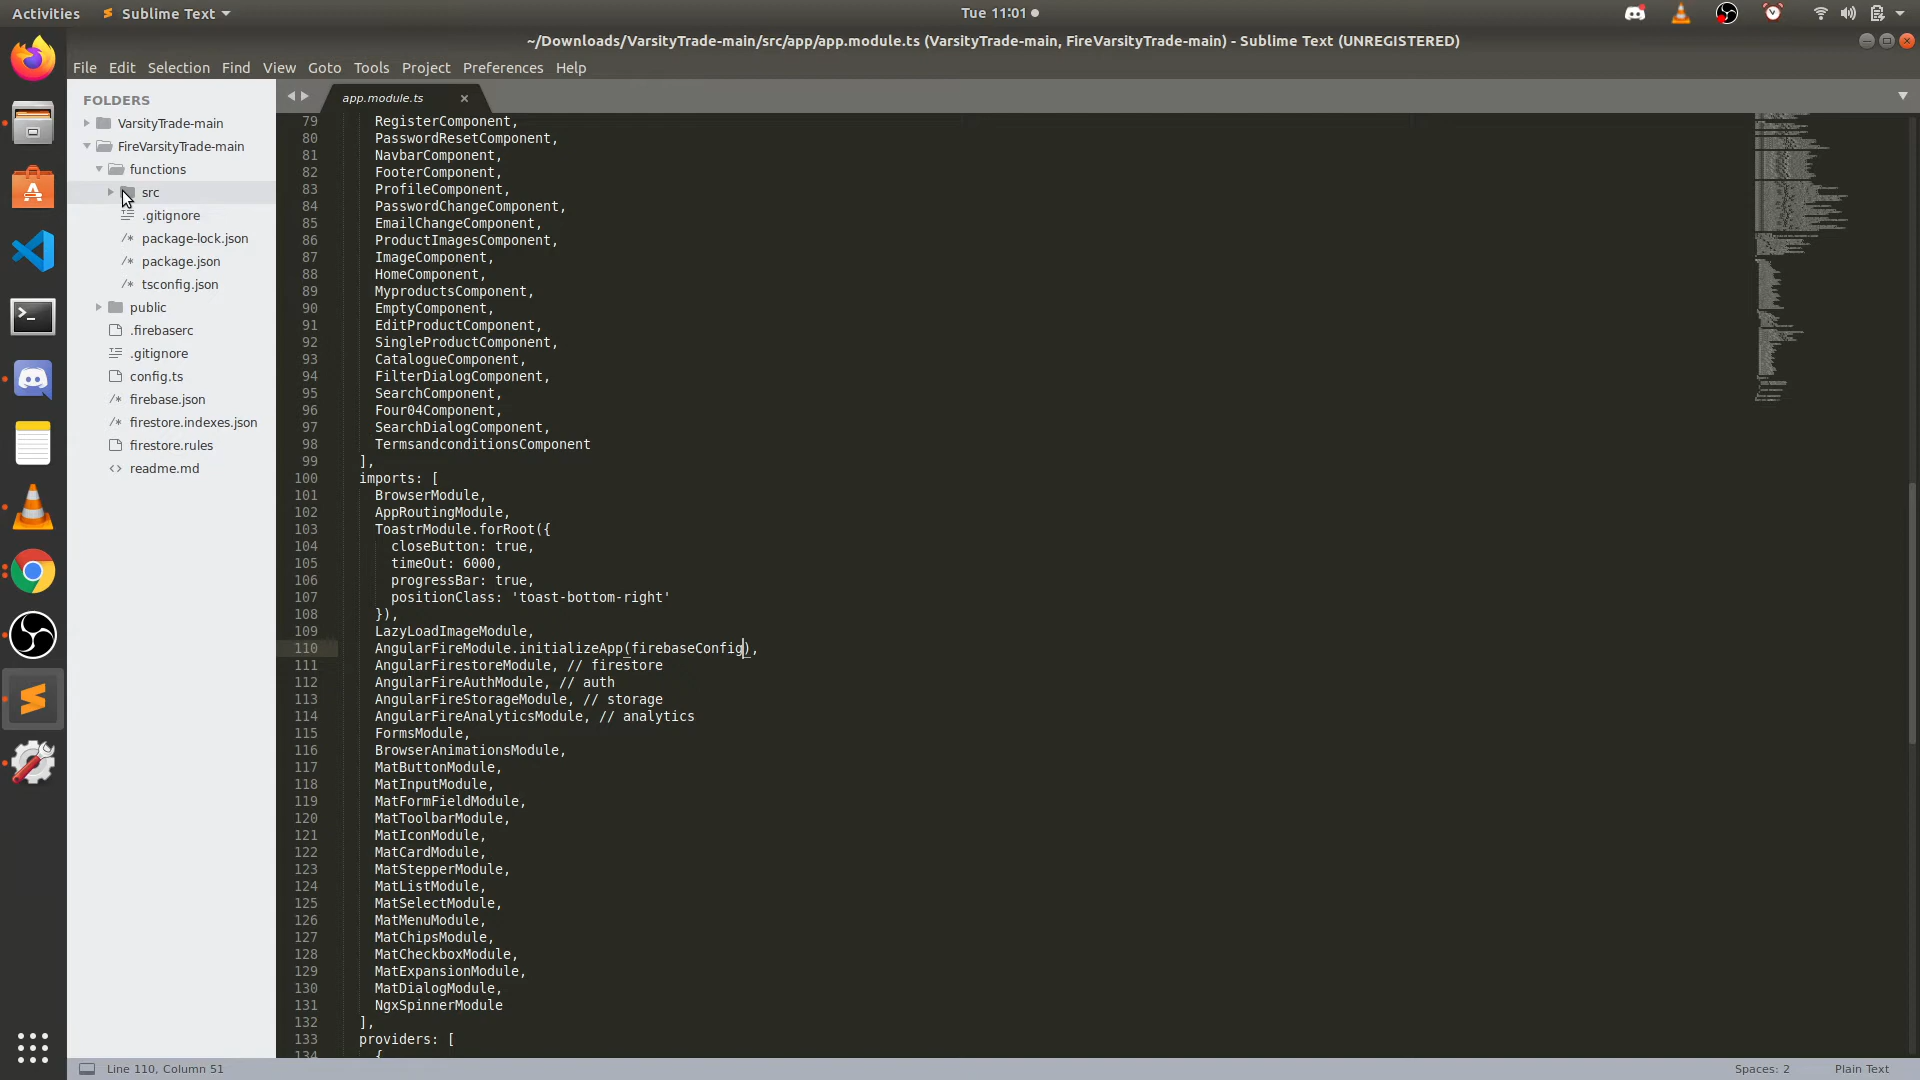 Activities
Sublime Text
Tue 11:01
~/Downloads/VarsityTrade-main/src/app/app.module.ts (VarsityTrade-main, FireVarsityTrade-main) - Sublime Text (UNREGISTERED)
File Edit Selection Find View Goto Tools Project Preferences Help
FOLDERS
VarsityTrade-main
FireVarsityTrade-main
functions
src
.gitignore
package-lock.json
package.json
tsconfig.json
public
.firebaserc
.gitignore
config.ts
firebase.json
firestore.indexes.json
firestore.rules
readme.md
app.module.ts
79 RegisterComponent,
80 PasswordResetComponent,
81 NavbarComponent,
82 FooterComponent,
83 ProfileComponent,
84 PasswordChangeComponent,
85 EmailChangeComponent,
86 ProductImagesComponent,
87 ImageComponent,
88 HomeComponent,
89 MyproductsComponent,
90 EmptyComponent,
91 EditProductComponent,
92 SingleProductComponent,
93 CatalogueComponent,
94 FilterDialogComponent,
95 SearchComponent,
96 Four04Component,
97 SearchDialogComponent,
98 TermsandconditionsComponent
99 ],
100 imports: [
101 BrowserModule,
102 AppRoutingModule,
103 ToastrModule.forRoot({
104 closeButton: true,
105 timeOut: 6000,
106 progressBar: true,
107 positionClass: 'toast-bottom-right'
108 }),
109 LazyLoadImageModule,
110 AngularFireModule.initializeApp(firebaseConfig),
111 AngularFirestoreModule, // firestore
112 AngularFireAuthModule, // auth
113 AngularFireStorageModule, // storage
114 AngularFireAnalyticsModule, // analytics
115 FormsModule,
116 BrowserAnimationsModule,
117 MatButtonModule,
118 MatInputModule,
119 MatFormFieldModule,
120 MatToolbarModule,
121 MatIconModule,
122 MatCardModule,
123 MatStepperModule,
124 MatListModule,
125 MatSelectModule,
126 MatMenuModule,
127 MatChipsModule,
128 MatCheckboxModule,
129 MatExpansionModule,
130 MatDialogModule,
131 NgxSpinnerModule
132 ],
133 providers: [
134 {
Line 110, Column 51
Spaces: 2
Plain Text